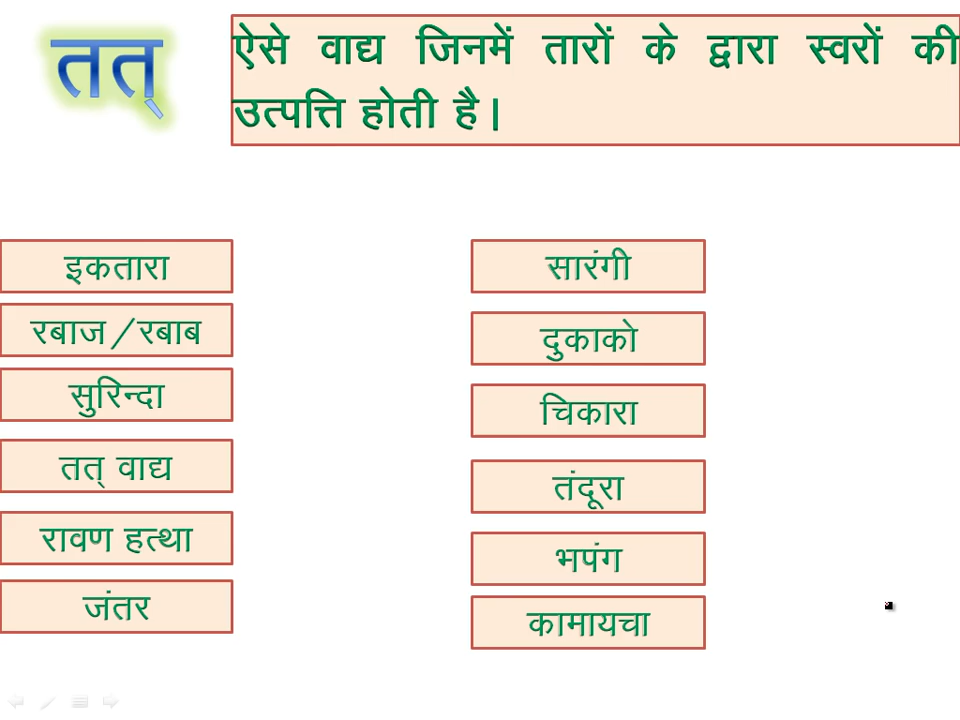 तत्
ऐसे वाद्य जिनमें तारों के द्वारा स्वरों की
उत्पत्ति होती है।
इकतारा
रबाज/रबाब
सुरिन्दा
तत् वाद्य
रावण हत्था
जंतर
सारंगी
दुकाको
चिकारा
तंदूरा
भपंग
कामायचा